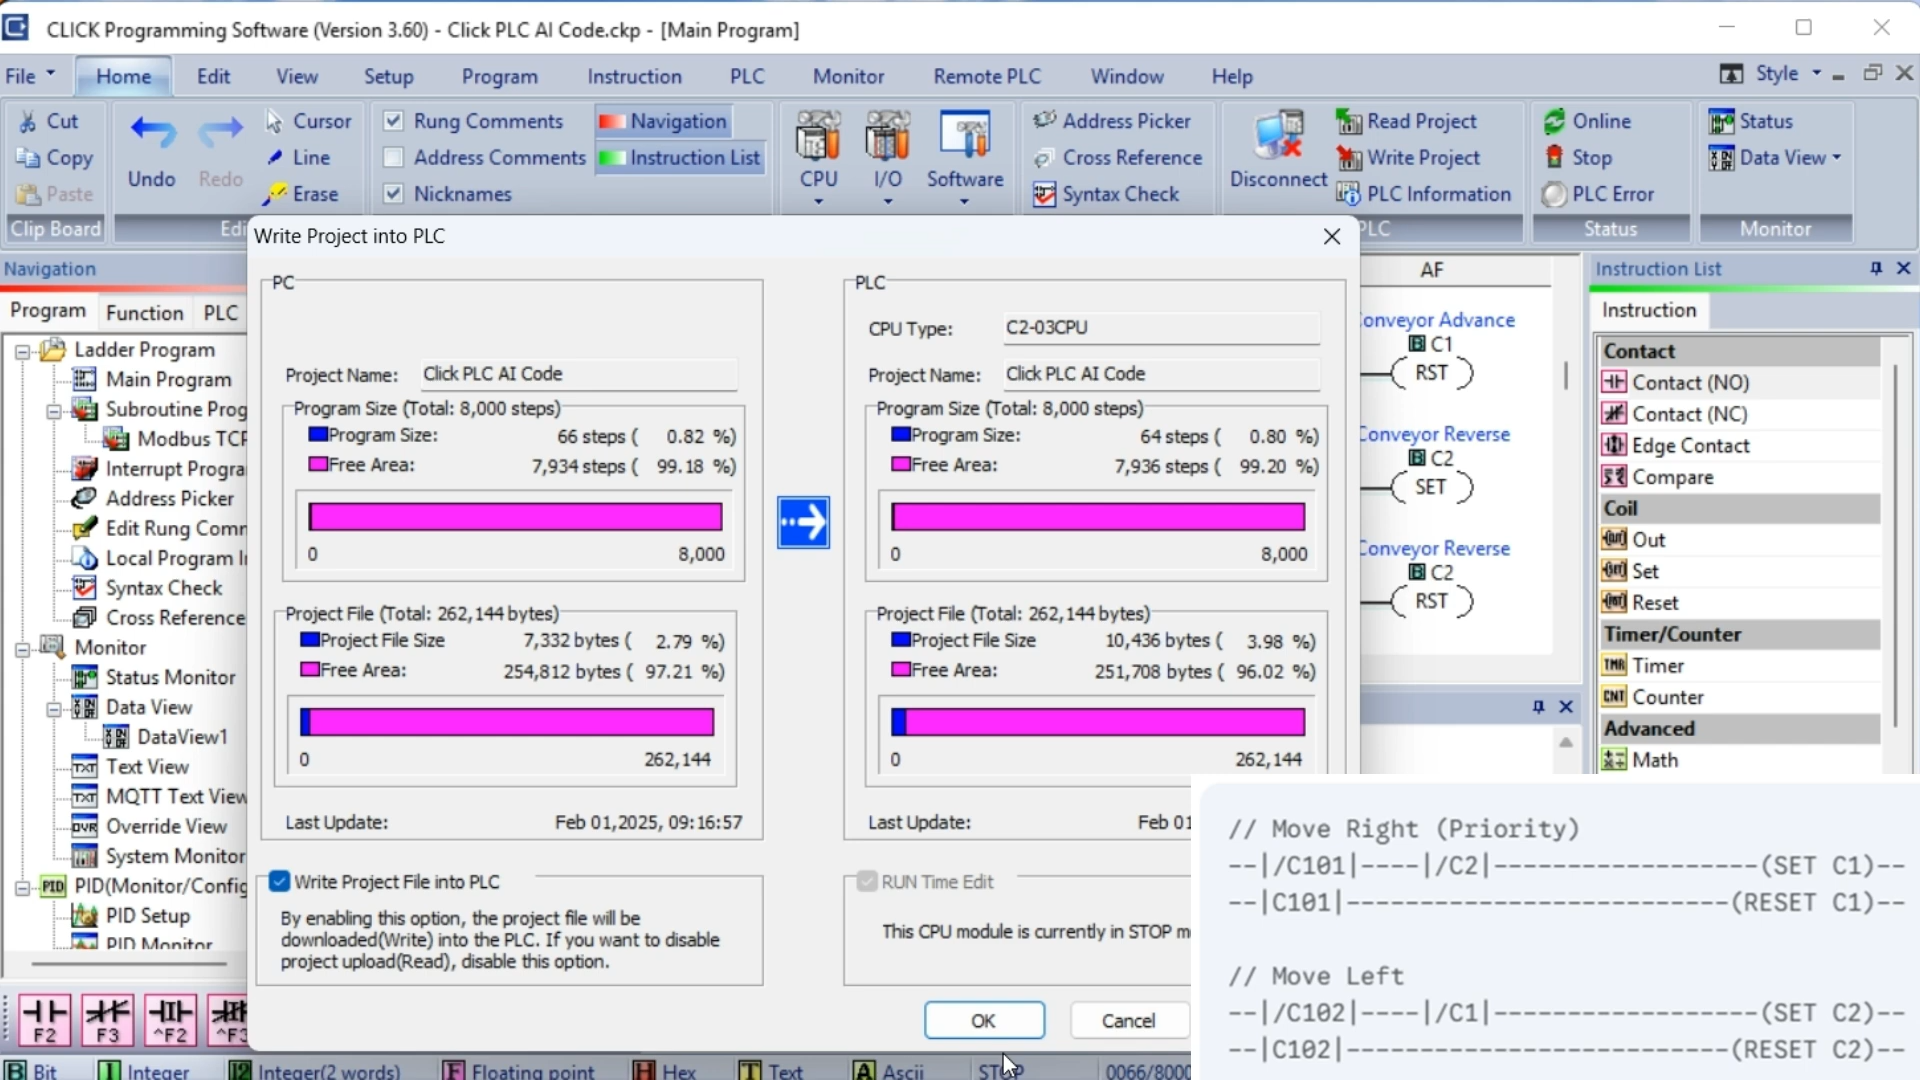 CLICK Programming Software (Version 3.60) - Click PLC AI Code.ckp - [Main Program]
File Home Edit View Setup Program Instruction PLC Monitor Remote PLC Window Help Style
Cut
Copy
Paste
Clip Board
Undo
Redo
Cursor
Line
Erase
Edi
Rung Comments
Address Comments
Nicknames
Navigation
Instruction List
CPU
I/O
Software
Address Picker
Cross Reference
Syntax Check
Disconnect
Read Project
Write Project
PLC Information
PLC
Online
Stop
PLC Error
Status
Status
Data View
Monitor
Navigation
Program Function PLC
Ladder Program
Main Program
Subroutine Prog
Modbus TCP
Interrupt Progra
Address Picker
Edit Rung Comn
Local Program I
Syntax Check
Cross Reference
Monitor
Status Monitor
Data View
DataView1
Text View
MQTT Text View
Override View
System Monitor
PID(Monitor/Config
PID Setup
PID Monitor
Write Project into PLC
PC
Project Name: Click PLC AI Code
Program Size (Total: 8,000 steps)
Program Size: 66 steps ( 0.82 %)
Free Area: 7,934 steps ( 99.18 %)
0 8,000
Project File (Total: 262,144 bytes)
Project File Size 7,332 bytes ( 2.79 %)
Free Area: 254,812 bytes ( 97.21 %)
0 262,144
Last Update: Feb 01,2025, 09:16:57
Write Project File into PLC
By enabling this option, the project file will be
downloaded(Write) into the PLC. If you want to disable
project upload(Read), disable this option.
PLC
CPU Type: C2-03CPU
Project Name: Click PLC AI Code
Program Size (Total: 8,000 steps)
Program Size: 64 steps ( 0.80 %)
Free Area: 7,936 steps ( 99.20 %)
0 8,000
Project File (Total: 262,144 bytes)
Project File Size 10,436 bytes ( 3.98 %)
Free Area: 251,708 bytes ( 96.02 %)
0 262,144
Last Update: Feb 01
RUN Time Edit
This CPU module is currently in STOP m
OK Cancel
AF
onveyor Advance
C1
RST
Conveyor Reverse
C2
SET
Conveyor Reverse
C2
RST
Instruction List
Instruction
Contact
Contact (NO)
Contact (NC)
Edge Contact
Compare
Coil
Out
Set
Reset
Timer/Counter
Timer
Counter
Advanced
Math
// Move Right (Priority)
--|/C101|----|/C2|------------------(SET C1)--
--|C101|--------------------------(RESET C1)--
// Move Left
--|/C102|----|/C1|------------------(SET C2)--
--|C102|--------------------------(RESET C2)--
F2 F3 ^F2 ^F3
Bit Integer Integer(2 words) Floating point Hex Text Ascii STOP 0066/8000